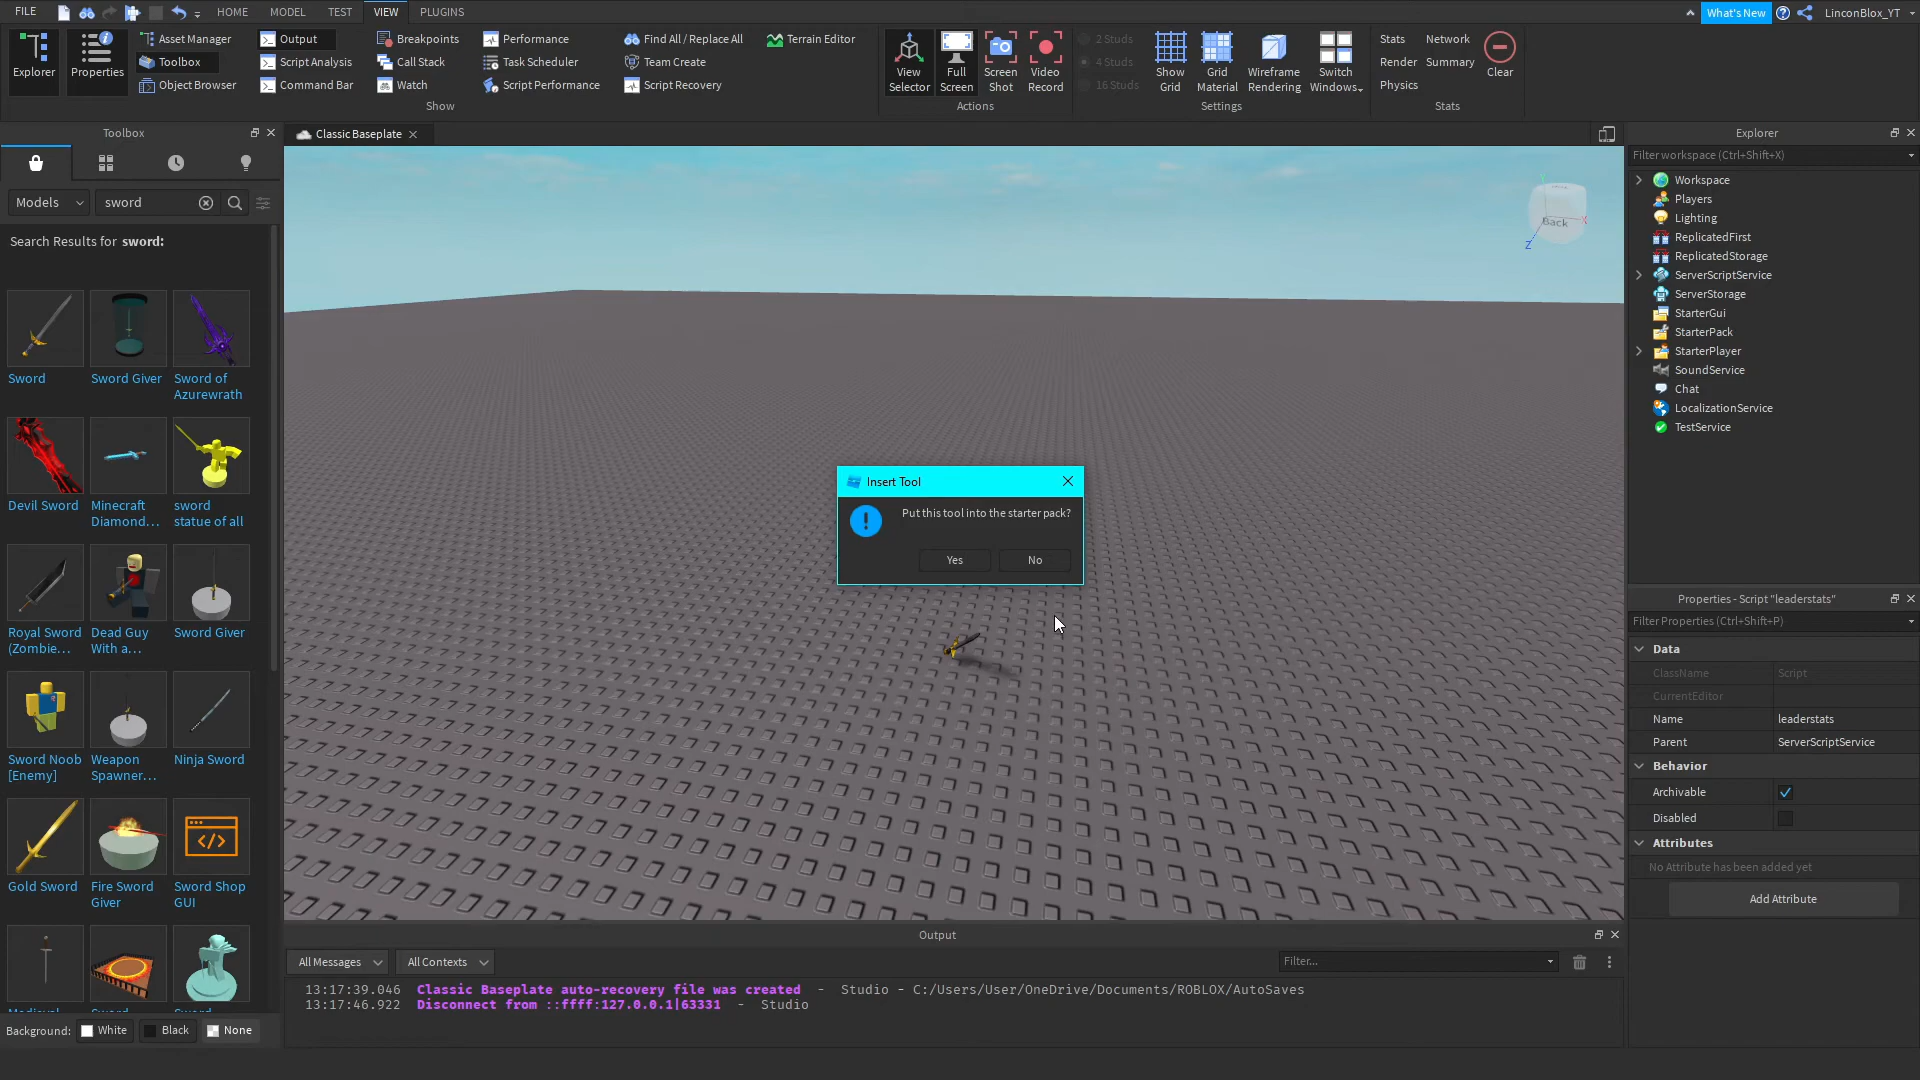 FILE HOME MODEL TEST VIEW PLUGINS What's New LinconBlox_YT
Explorer
Properties
Asset Manager
Toolbox
Object Browser
Output
Script Analysis
Command Bar
Breakpoints
Call Stack
Watch
Performance
Task Scheduler
Script Performance
Find All / Replace All
Team Create
Script Recovery
Terrain Editor
Show
View
Selector
Full
Screen
Screen
Shot
Video
Record
Actions
2 Studs
4 Studs
16 Studs
Show
Grid
Grid
Material
Wireframe
Rendering
Switch
Windows
Settings
Stats
Network
Render
Summary
Physics
Clear
Stats
Toolbox
Models
sword
Search Results for sword:
Sword
Sword Giver
Sword of
Azurewrath
Devil Sword
Minecraft
Diamond...
sword
statue of all
Royal Sword
(Zombie...
Dead Guy
With a...
Sword Giver
Sword Noob
[Enemy]
Weapon
Spawner...
Ninja Sword
Gold Sword
Fire Sword
Giver
Sword Shop
GUI
Background: White Black None
Classic Baseplate
Back
X
Z
Insert Tool
Put this tool into the starter pack?
Yes No
Output
All Messages All Contexts Filter...
13:17:39.046 Classic Baseplate auto-recovery file was created - Studio - C:/Users/User/OneDrive/Documents/ROBLOX/AutoSaves
13:17:46.922 Disconnect from ::ffff:127.0.0.1|63331 - Studio
Explorer
Filter workspace (Ctrl+Shift+X)
Workspace
Players
Lighting
ReplicatedFirst
ReplicatedStorage
ServerScriptService
ServerStorage
StarterGui
StarterPack
StarterPlayer
SoundService
Chat
LocalizationService
TestService
Properties - Script "leaderstats"
Filter Properties (Ctrl+Shift+P)
Data
ClassName Script
CurrentEditor
Name leaderstats
Parent ServerScriptService
Behavior
Archivable
Disabled
Attributes
No Attribute has been added yet
Add Attribute